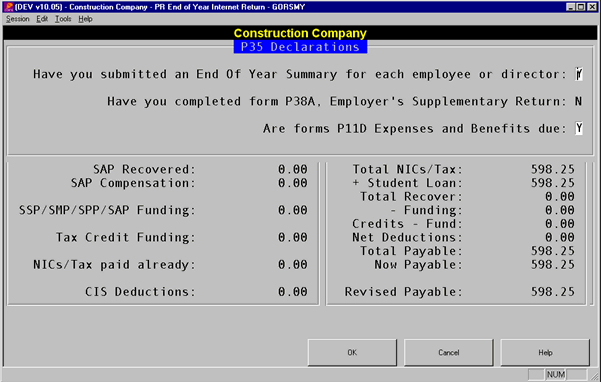 (DEV v10.05) - Construction Company - PR End of Year Internet Return - GORSMY
Session Edit Tools Help
Construction Company
P35 Declarations
Have you submitted an End Of Year Summary for each employee or director: Y
Have you completed form P38A, Employer's Supplementary Return: N
Are forms P11D Expenses and Benefits due: Y
SAP Recovered: 0.00
SAP Compensation: 0.00
SSP/SMP/SPP/SAP Funding: 0.00
Tax Credit Funding: 0.00
NICs/Tax paid already: 0.00
CIS Deductions: 0.00
Total NICs/Tax: 598.25
+ Student Loan: 598.25
Total Recover: 0.00
- Funding: 0.00
Credits - Fund: 0.00
Net Deductions: 0.00
Total Payable: 598.25
Now Payable: 598.25
Revised Payable: 598.25
OK Cancel Help
NUM